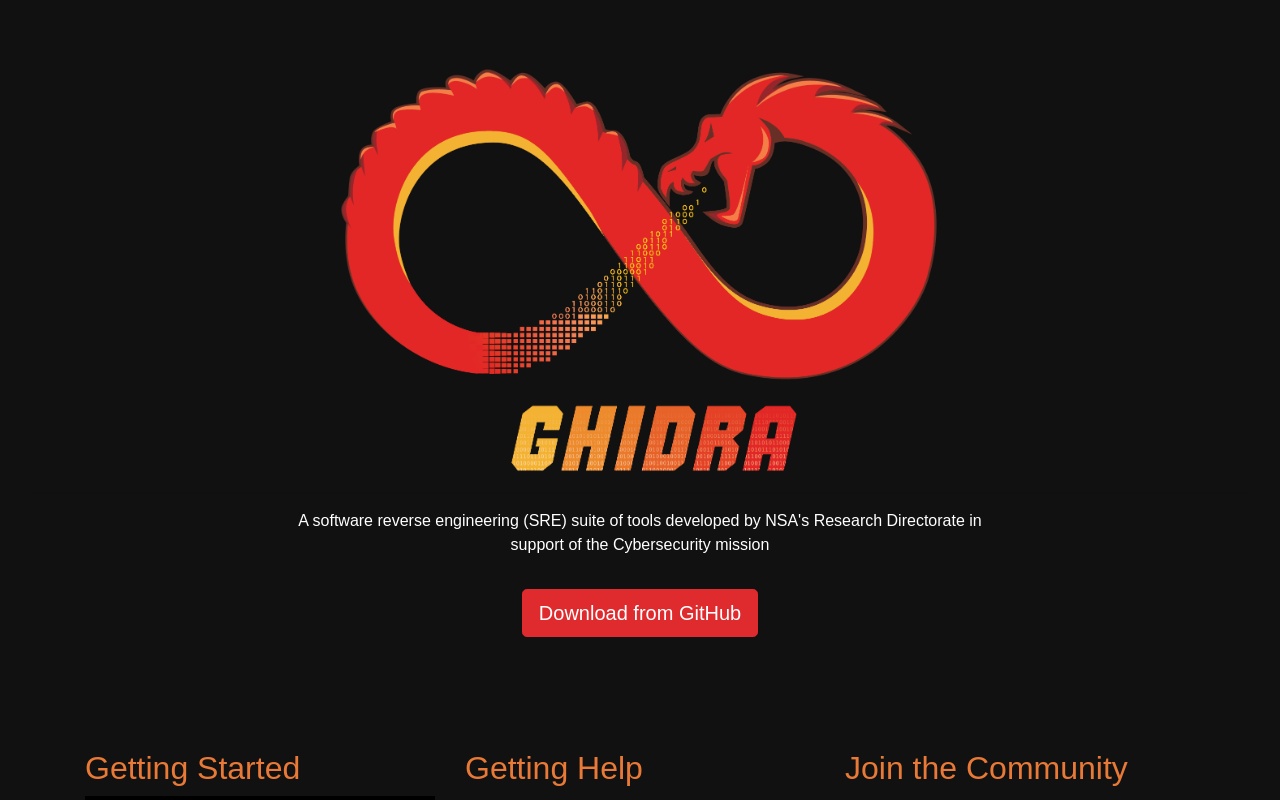 GHIDRA
A software reverse engineering (SRE) suite of tools developed by NSA's Research Directorate in
support of the Cybersecurity mission
Download from GitHub
Getting Started
Getting Help
Join the Community